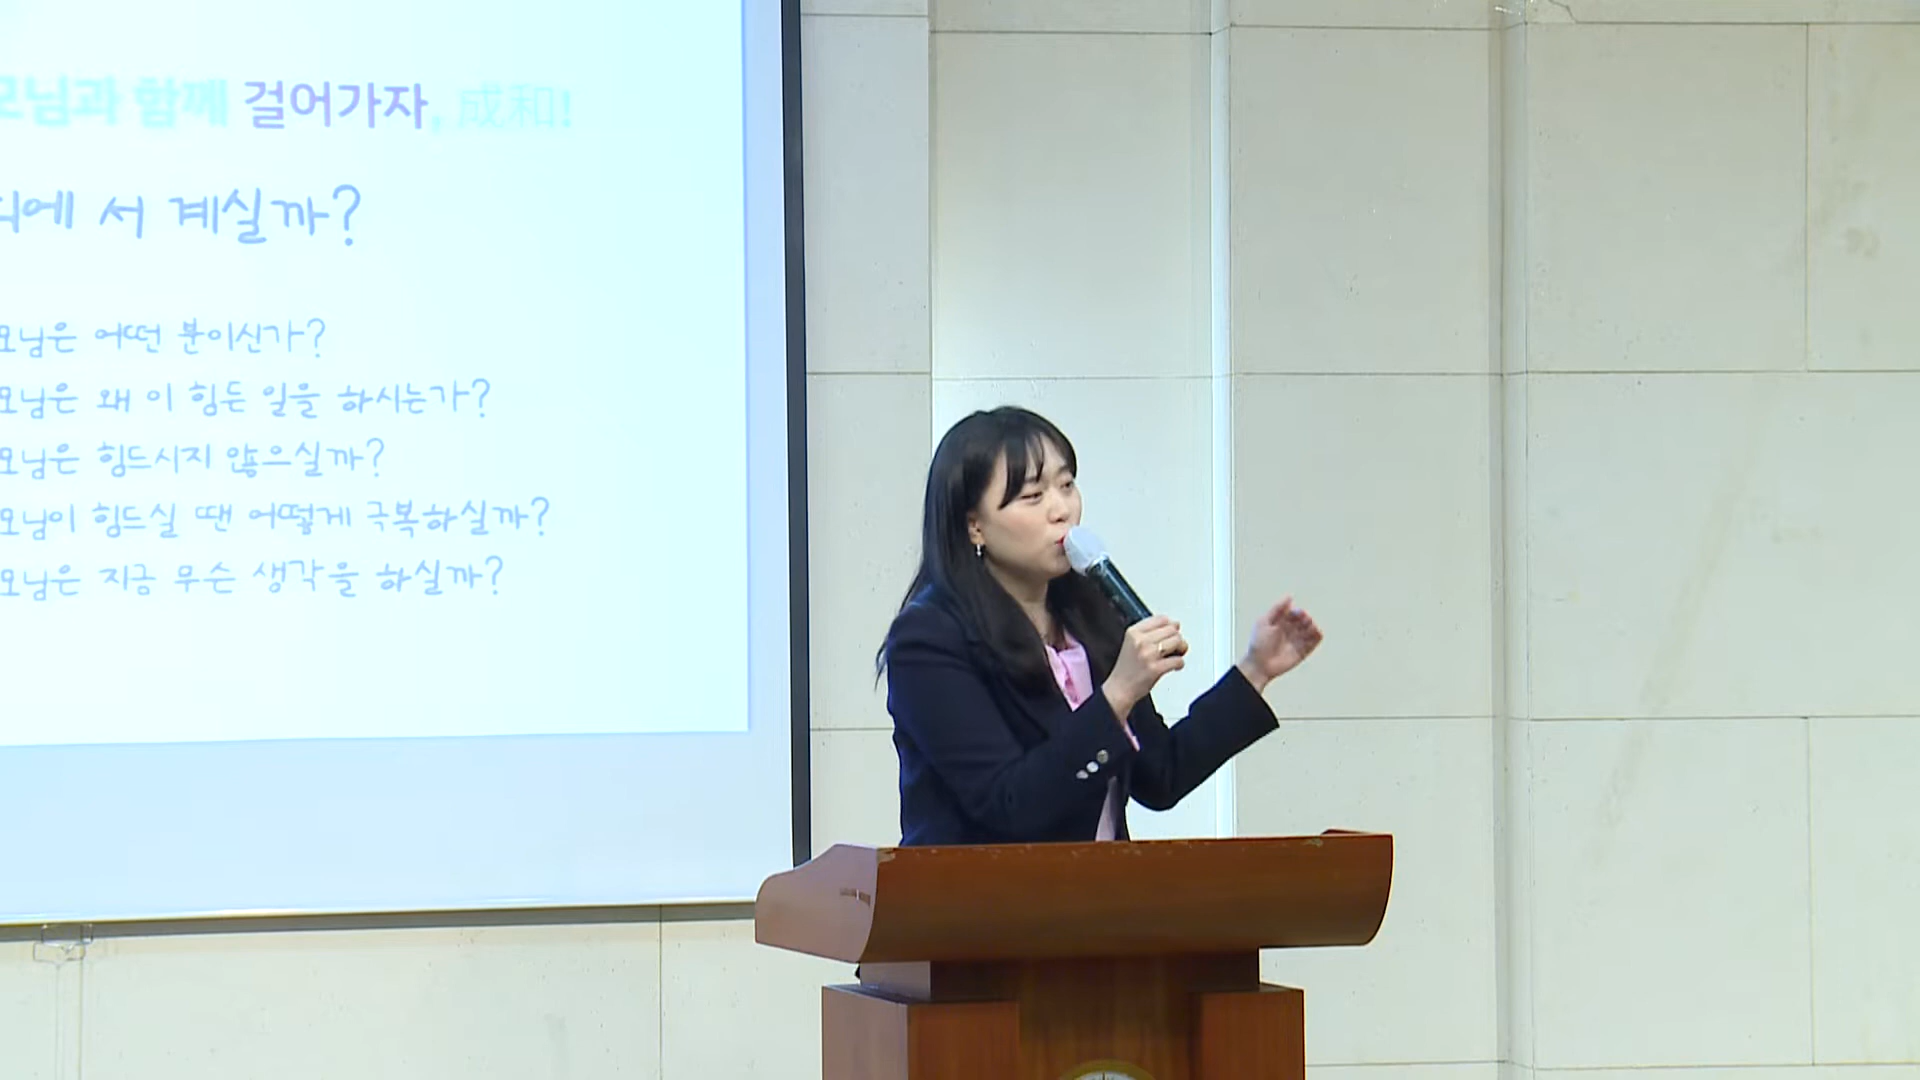 모님과 함께 걸어가자, 成和!
디에 서 계실까?
모님은 어떤 분이신가?
모님은 왜 이 힘든 일을 하시는가?
모님은 힘드시지 않으실까?
모님이 힘드실 땐 어떻게 극복하실까?
모님은 지금 무슨 생각을 하실까?